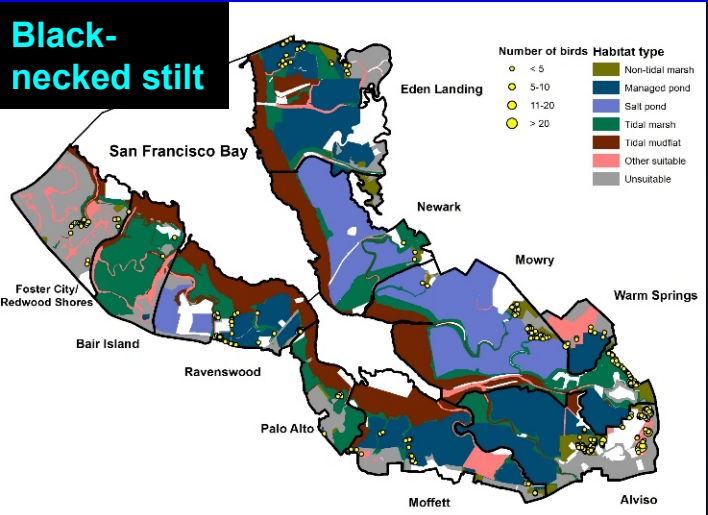 Black-
necked stilt
Number of birds
< 5
5-10
11-20
> 20
Habitat type
Non-tidal marsh
Managed pond
Salt pond
Tidal marsh
Tidal mudflat
Other suitable
Unsuitable
Eden Landing
San Francisco Bay
Newark
Mowry
Warm Springs
Foster City/
Redwood Shores
Bair Island
Ravenswood
Palo Alto
Moffett
Alviso